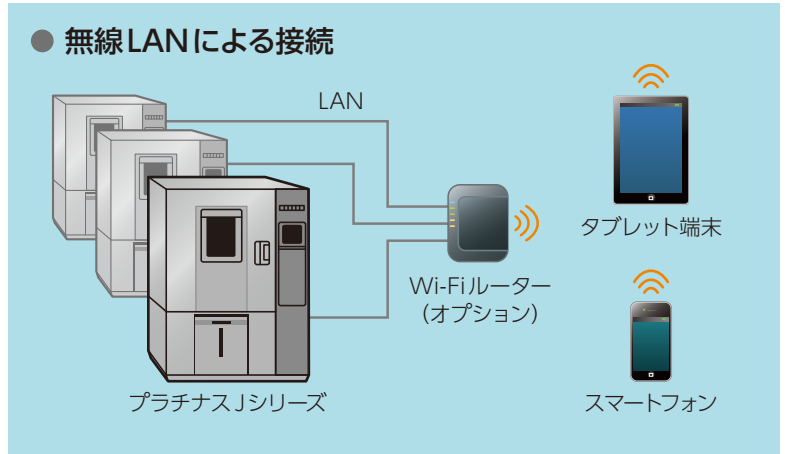 ● 無線LANによる接続
LAN
タブレット端末
Wi-Fiルーター
（オプション）
プラチナスJシリーズ
スマートフォン